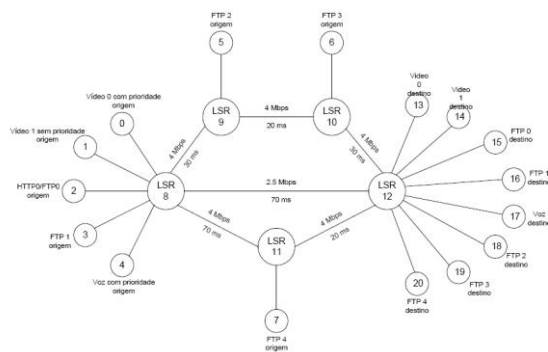 FTP 2
origem
5
FTP 3
origem
6
Vídeo 0 com prioridade
origem
0
LSR
9
4 Mbps
20 ms
LSR
10
Video
0
destino
13
Video
1
destino
14
Vídeo 1 sem prioridade
origem
1
4 Mbps
30 ms
4 Mbps
30 ms
FTP 0
destino
15
HTTP0/FTP0
origem
2
LSR
8
2.5 Mbps
70 ms
LSR
12
FTP 1
destino
16
FTP 1
origem
3
Voz com prioridade
origem
4
4 Mbps
70 ms
LSR
11
4 Mbps
20 ms
Voz
destino
17
FTP 2
destino
18
FTP 3
destino
19
FTP 4
destino
20
7
FTP 4
origem